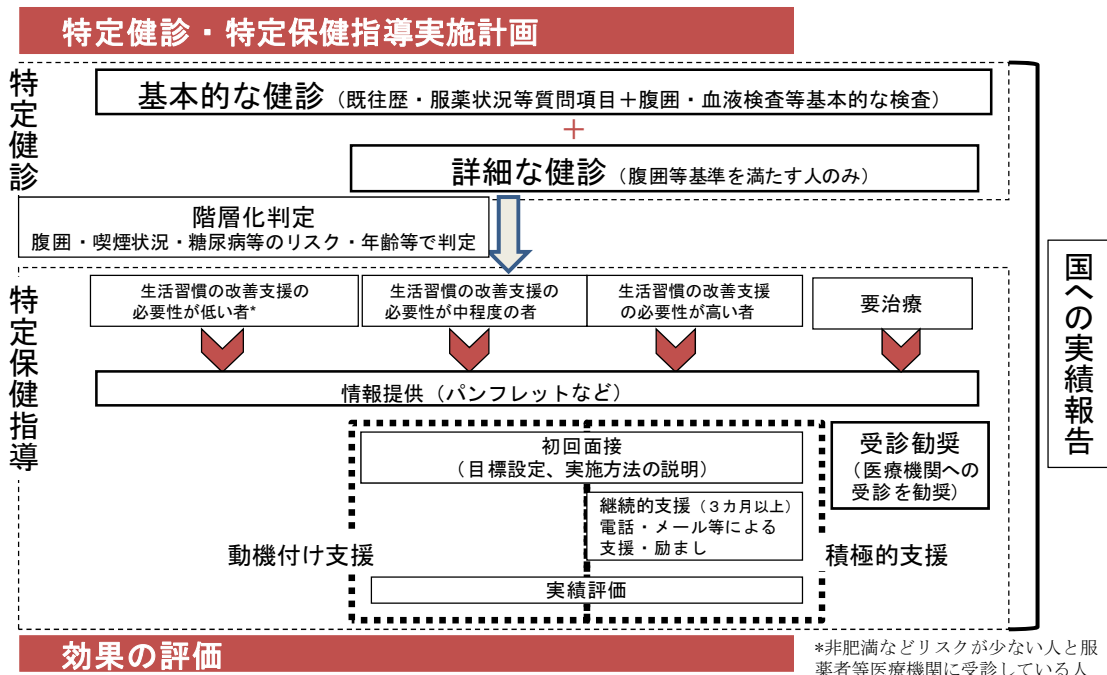 特定健診・特定保健指導実施計画
特定健診
基本的な健診（既往歴・服薬状況等質問項目＋腹囲・血液検査等基本的な検査）
＋
詳細な健診（腹囲等基準を満たす人のみ）
階層化判定
腹囲・喫煙状況・糖尿病等のリスク・年齢等で判定
特定保健指導
生活習慣の改善支援の
必要性が低い者*
生活習慣の改善支援の
必要性が中程度の者
生活習慣の改善支援
の必要性が高い者
要治療
情報提供（パンフレットなど）
初回面接
（目標設定、実施方法の説明）
継続的支援（３カ月以上）
電話・メール等による
支援・励まし
実績評価
動機付け支援
積極的支援
受診勧奨
（医療機関への
受診を勧奨）
国への実績報告
効果の評価
*非肥満などリスクが少ない人と服
薬者等医療機関に受診している人